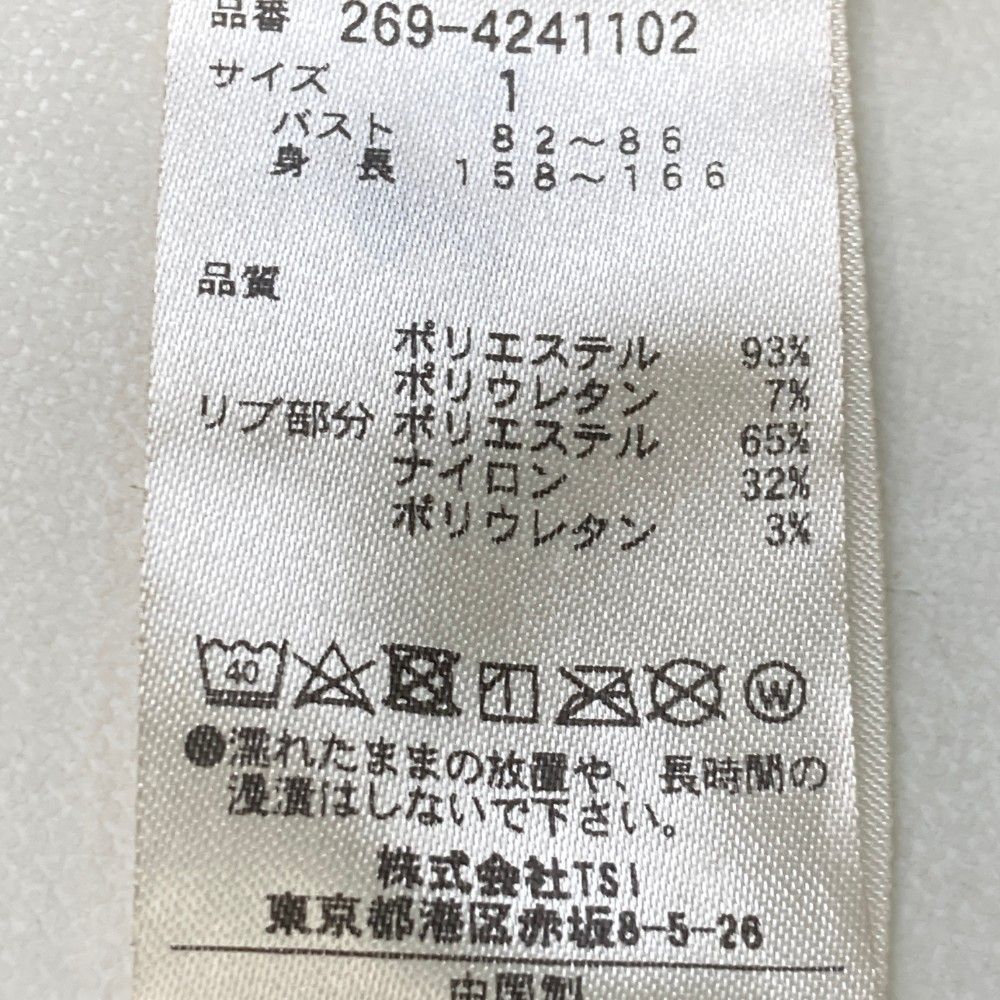 品番 269-4241102
サイズ 1
バスト 82～86
身長 158～166
品質
ポリエステル 93%
ポリウレタン 7%
リブ部分 ポリエステル 65%
ナイロン 32%
ポリウレタン 3%
40 W
●濡れたままの放置や、長時間の
浸漬はしないで下さい。
株式会社TSI
東京都港区赤坂8-5-26
中国製